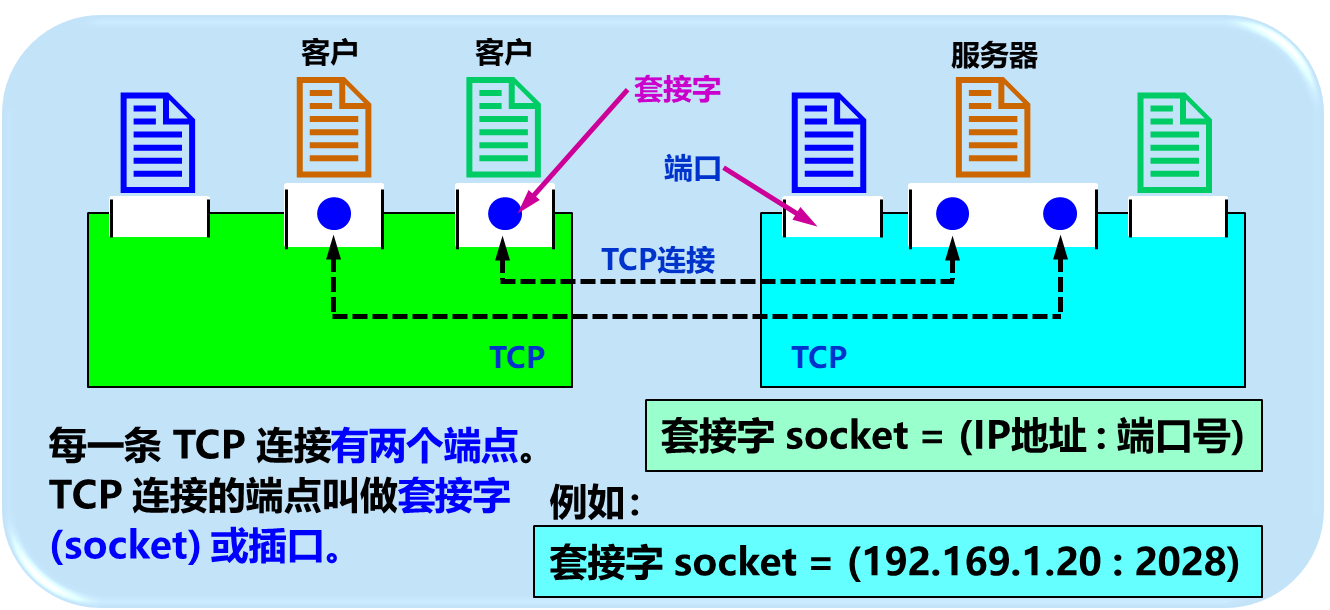 客户
客户
服务器
套接字
端口
TCP连接
TCP
TCP
套接字 socket = (IP地址 : 端口号)
每一条 TCP 连接有两个端点。
TCP 连接的端点叫做套接字
(socket) 或插口。
例如：
套接字 socket = (192.169.1.20 : 2028)